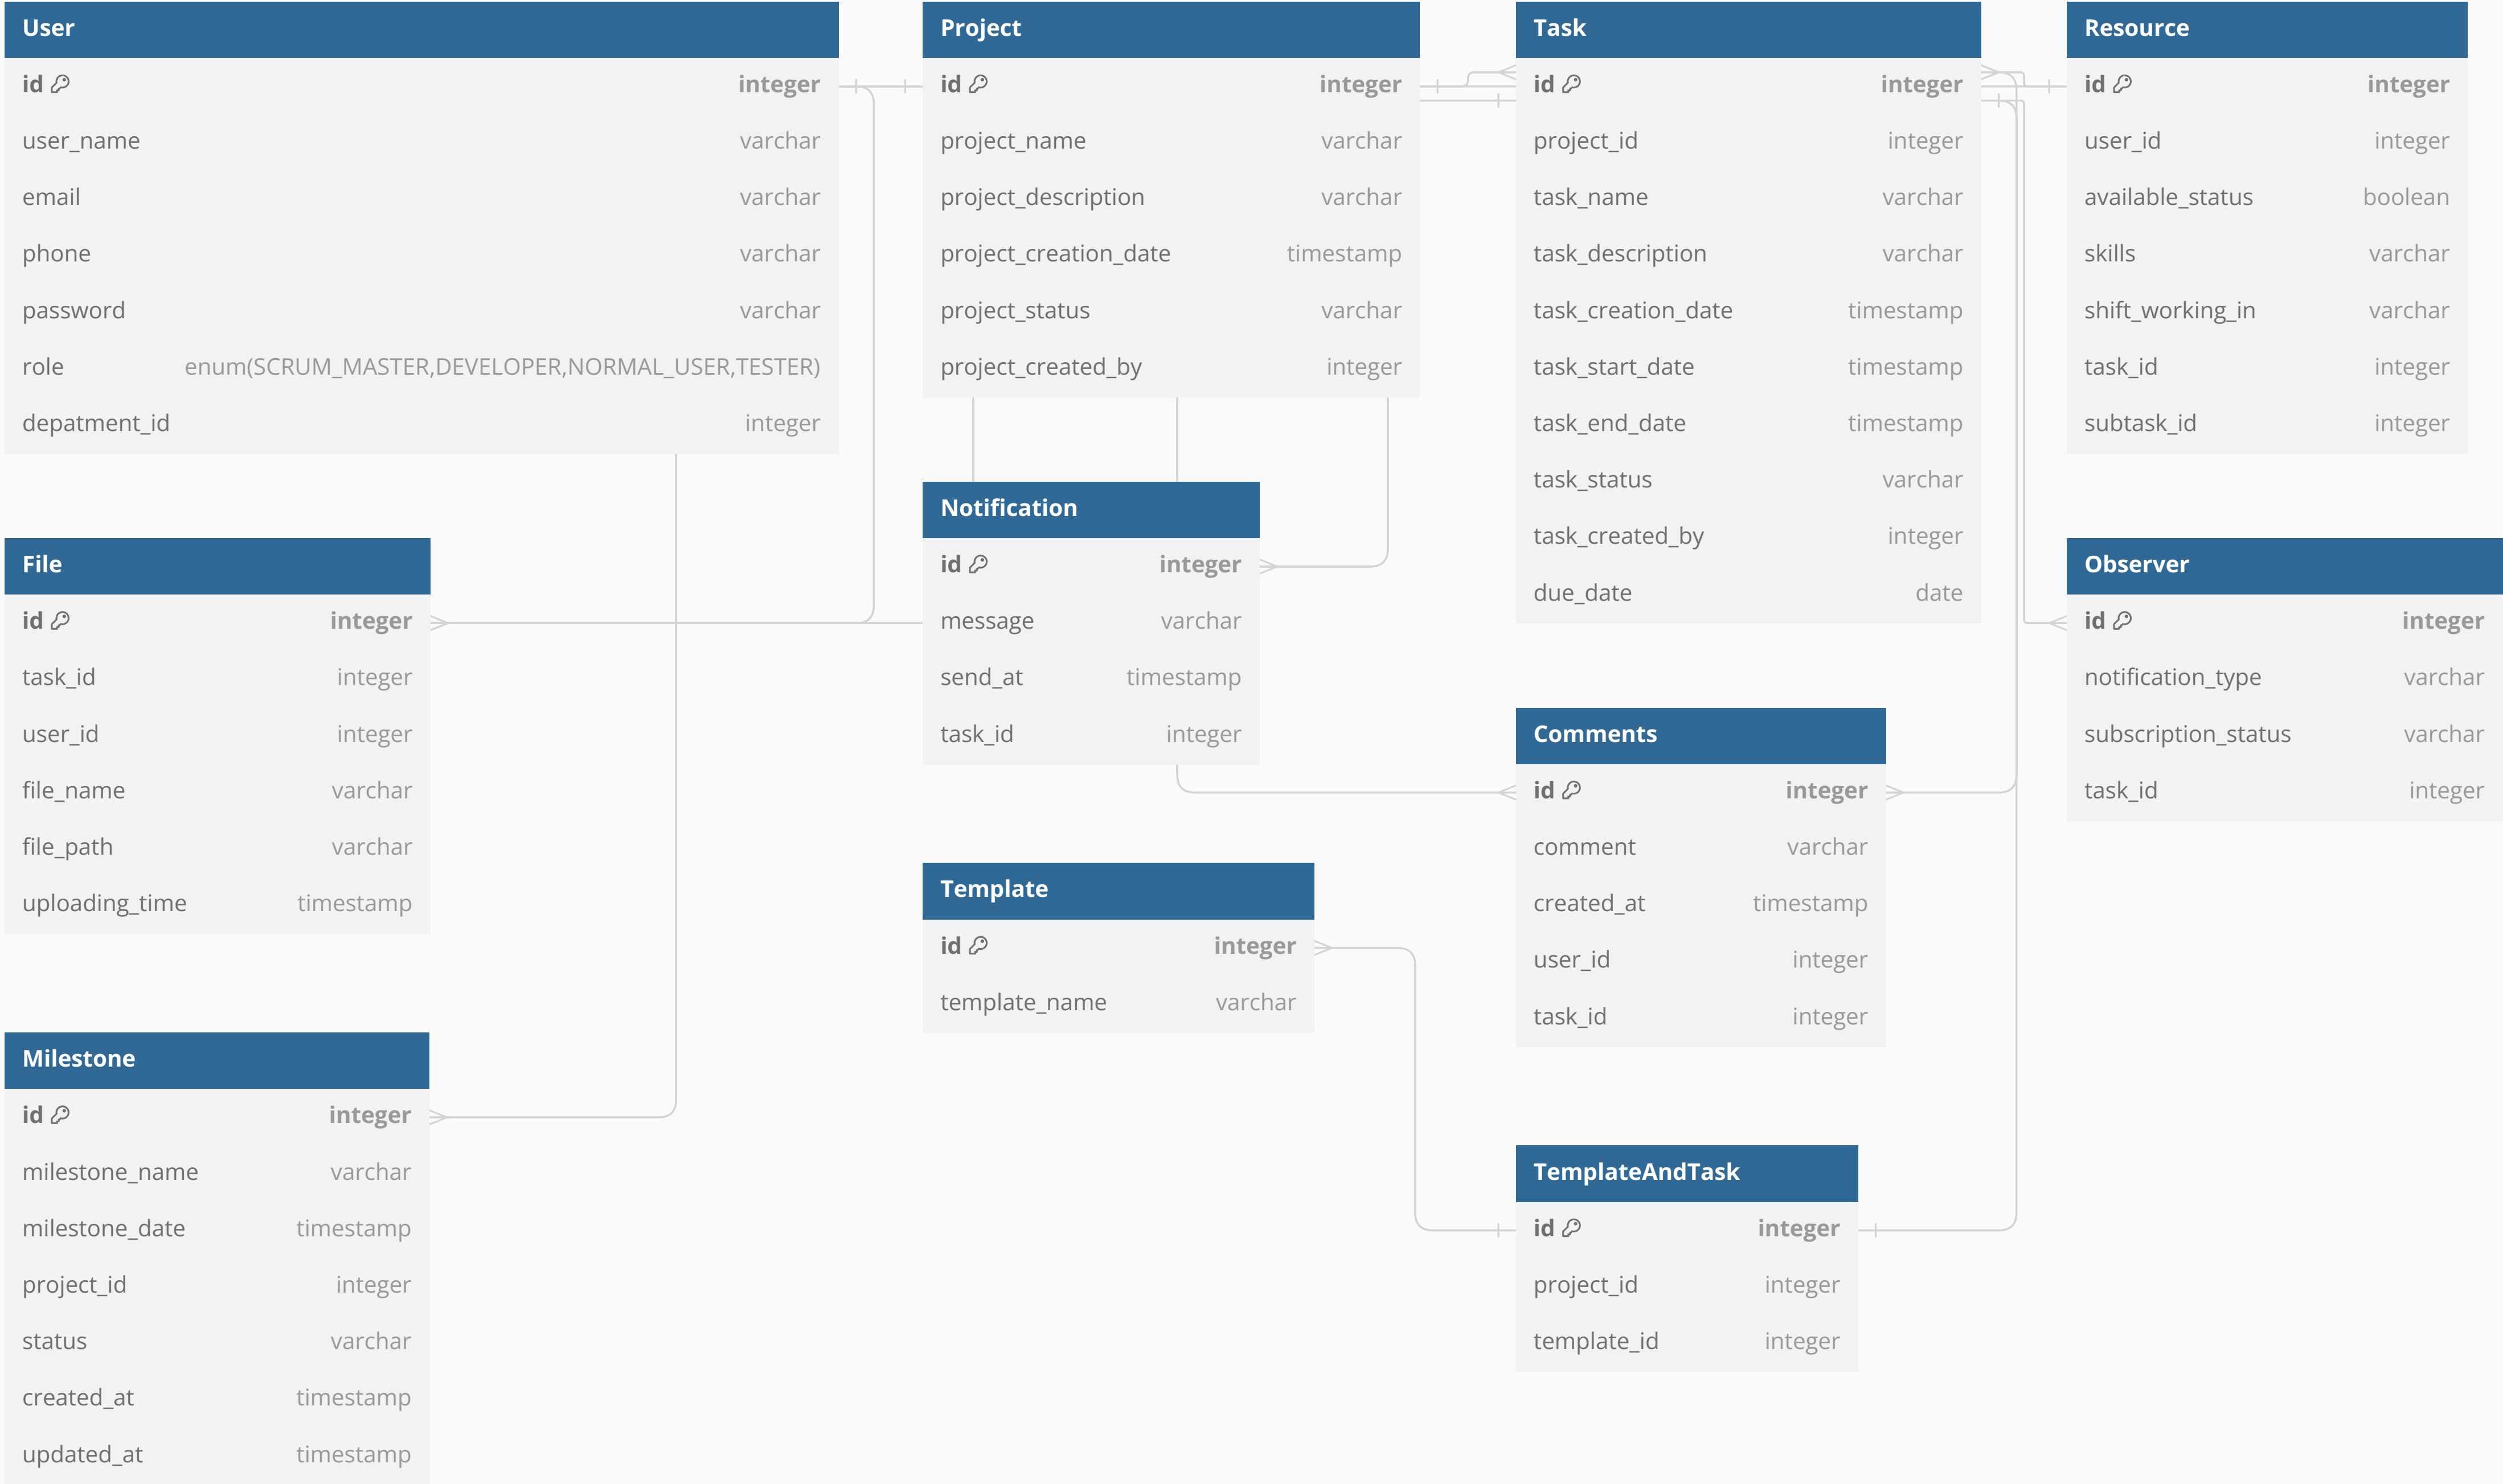 User
id integer
user_name varchar
email varchar
phone varchar
password varchar
role enum(SCRUM_MASTER,DEVELOPER,NORMAL_USER,TESTER)
depatment_id integer
Project
id integer
project_name varchar
project_description varchar
project_creation_date timestamp
project_status varchar
project_created_by integer
Task
id integer
project_id integer
task_name varchar
task_description varchar
task_creation_date timestamp
task_start_date timestamp
task_end_date timestamp
task_status varchar
task_created_by integer
due_date date
Resource
id integer
user_id integer
available_status boolean
skills varchar
shift_working_in varchar
task_id integer
subtask_id integer
File
id integer
task_id integer
user_id integer
file_name varchar
file_path varchar
uploading_time timestamp
Notification
id integer
message varchar
send_at timestamp
task_id integer
Observer
id integer
notification_type varchar
subscription_status varchar
task_id integer
Comments
id integer
comment varchar
created_at timestamp
user_id integer
task_id integer
Template
id integer
template_name varchar
Milestone
id integer
milestone_name varchar
milestone_date timestamp
project_id integer
status varchar
created_at timestamp
updated_at timestamp
TemplateAndTask
id integer
project_id integer
template_id integer